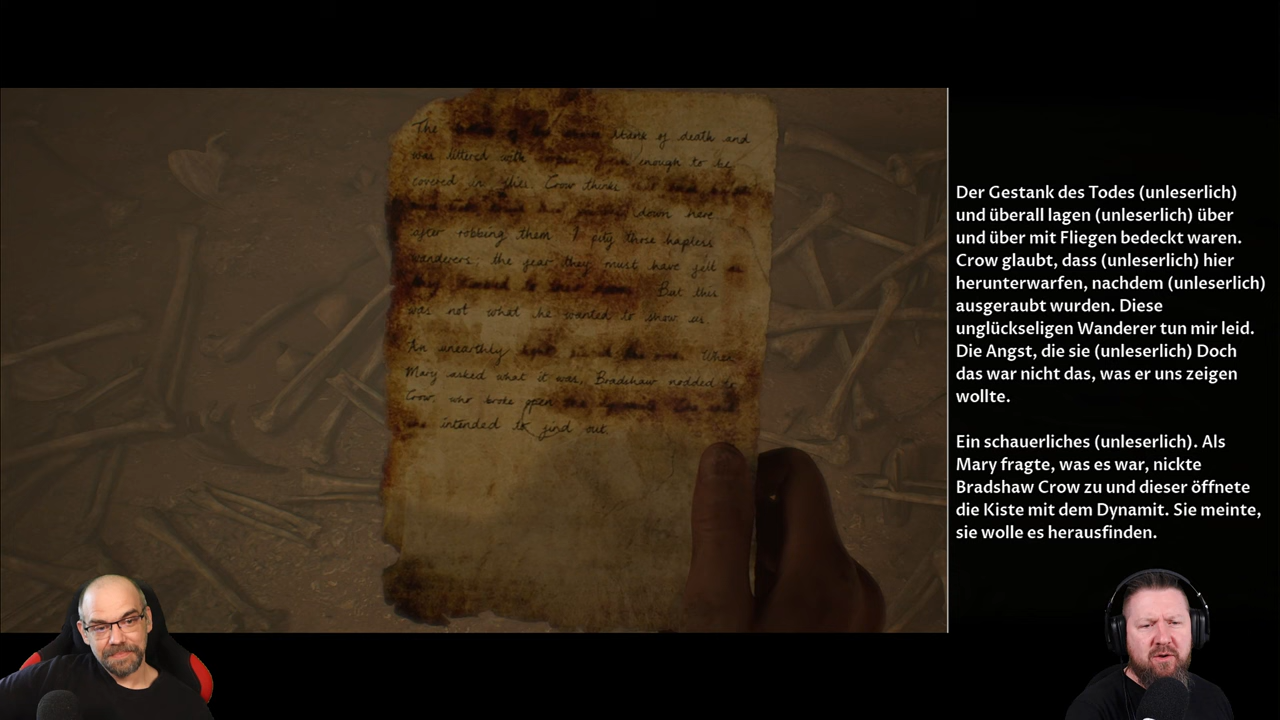 The stank of death and
was littered with enough to be
covered in flies. Crow thinks
down here
after robbing them. I pity those hapless
wanderers; the fear they must have felt
But this
was not what he wanted to show us.
An unearthly When
Mary asked what it was, Bradshaw nodded to
Crow, who broke open
intended to find out.
Der Gestank des Todes (unleserlich)
und überall lagen (unleserlich) über
und über mit Fliegen bedeckt waren.
Crow glaubt, dass (unleserlich) hier
herunterwarfen, nachdem (unleserlich)
ausgeraubt wurden. Diese
unglückseligen Wanderer tun mir leid.
Die Angst, die sie (unleserlich) Doch
das war nicht das, was er uns zeigen
wollte.
Ein schauerliches (unleserlich). Als
Mary fragte, was es war, nickte
Bradshaw Crow zu und dieser öffnete
die Kiste mit dem Dynamit. Sie meinte,
sie wolle es herausfinden.